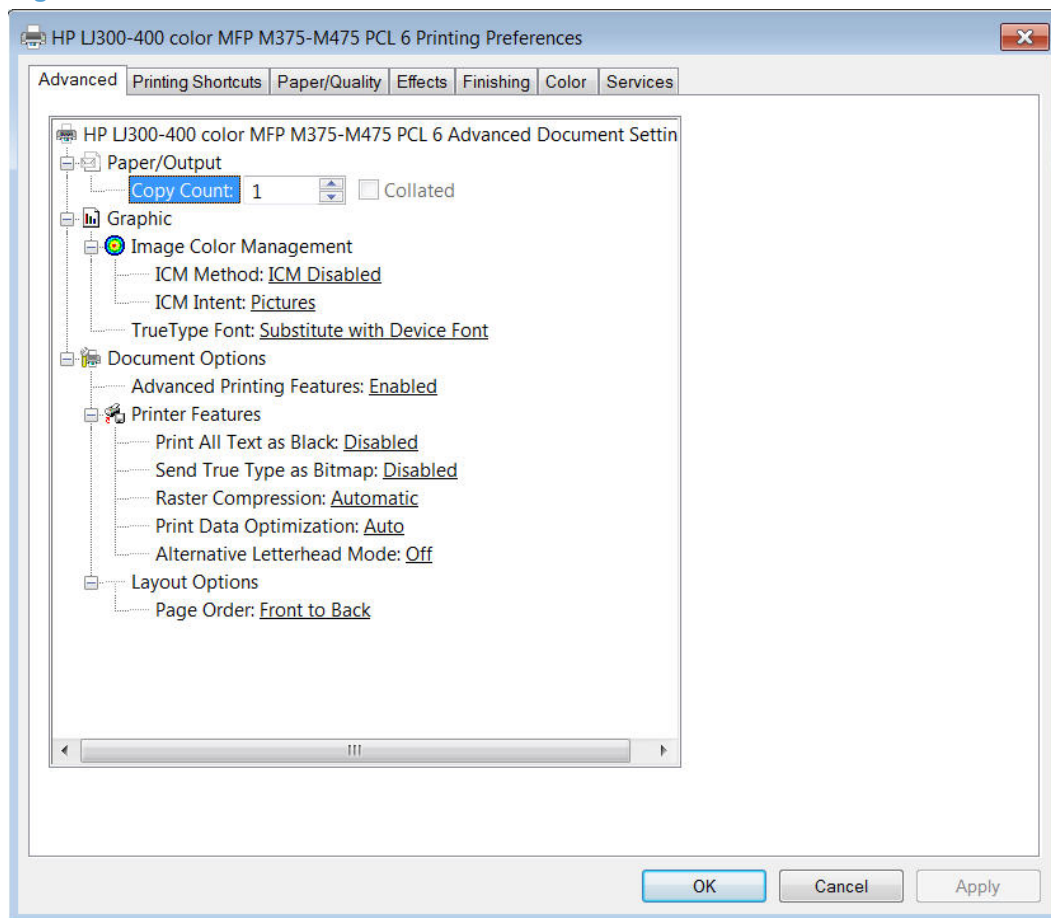 HP LJ300-400 color MFP M375-M475 PCL 6 Printing Preferences
Advanced Printing Shortcuts Paper/Quality Effects Finishing Color Services
HP LJ300-400 color MFP M375-M475 PCL 6 Advanced Document Settin
Paper/Output
Copy Count: 1 Collated
Graphic
Image Color Management
ICM Method: ICM Disabled
ICM Intent: Pictures
TrueType Font: Substitute with Device Font
Document Options
Advanced Printing Features: Enabled
Printer Features
Print All Text as Black: Disabled
Send True Type as Bitmap: Disabled
Raster Compression: Automatic
Print Data Optimization: Auto
Alternative Letterhead Mode: Off
Layout Options
Page Order: Front to Back
OK Cancel Apply